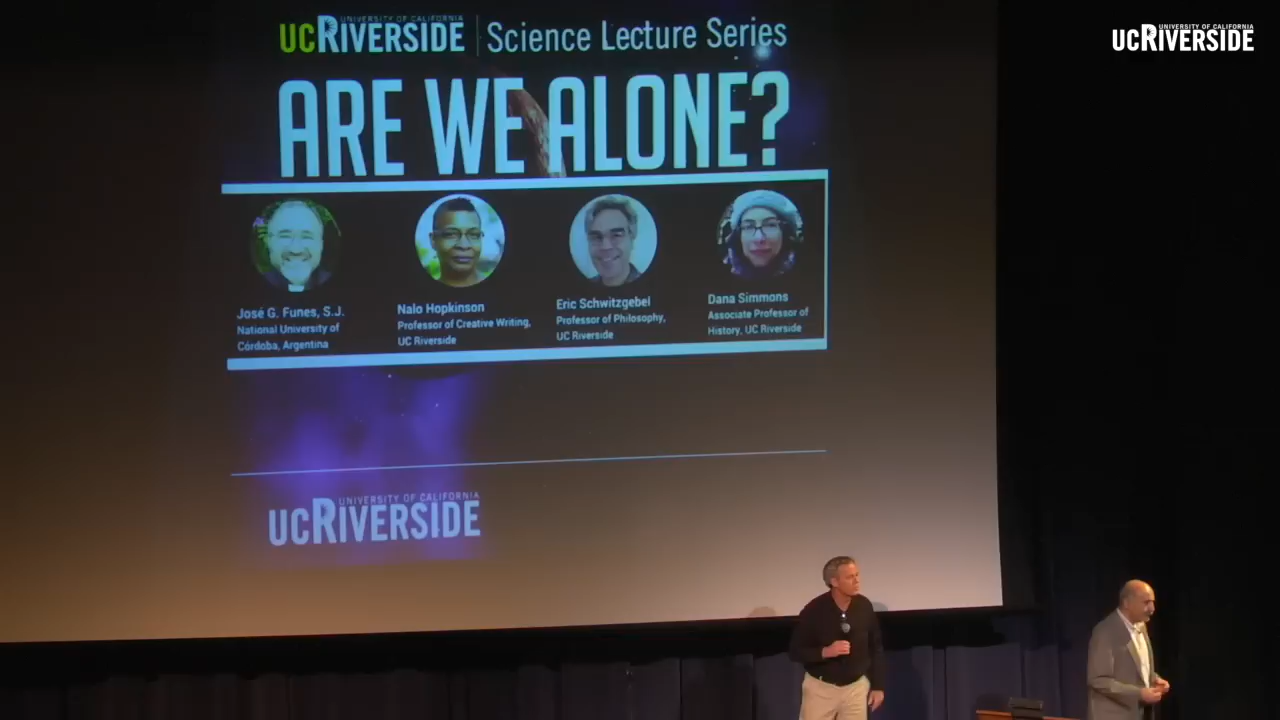 UNIVERSITY OF CALIFORNIA
UCRIVERSIDE
Science Lecture Series
ARE WE ALONE?
José G. Funes, S.J.
National University of
Córdoba, Argentina
Nalo Hopkinson
Professor of Creative Writing,
UC Riverside
Eric Schwitzgebel
Professor of Philosophy,
UC Riverside
Dana Simmons
Associate Professor of
History, UC Riverside
UNIVERSITY OF CALIFORNIA
UCRIVERSIDE
UNIVERSITY OF CALIFORNIA
UCRIVERSIDE